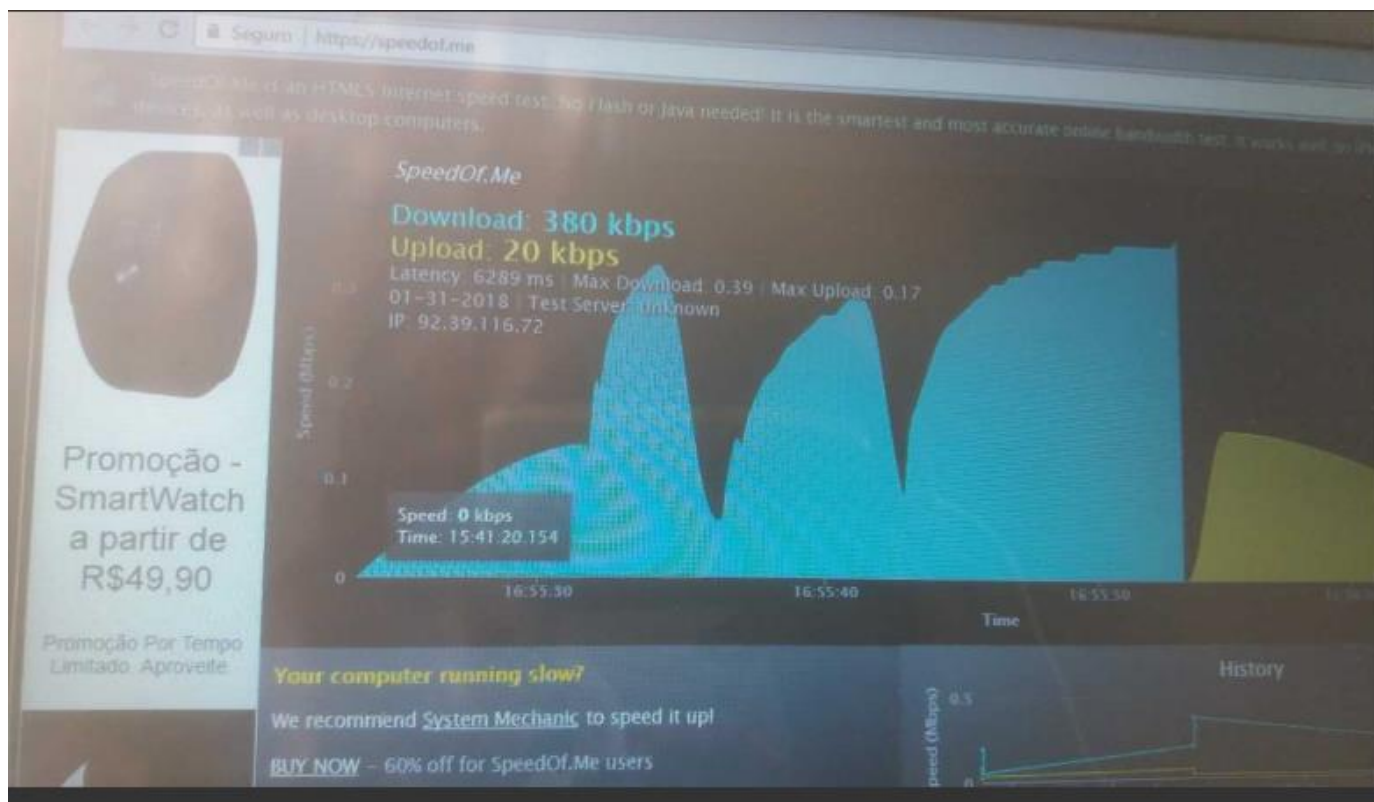 Seguro | https://speedof.me
SpeedOf.Me is an HTML5 Internet speed test. No Flash or Java needed! It is the smartest and most accurate online bandwidth test. It works well on
devices, as well as desktop computers.
SpeedOf.Me
Download: 380 kbps
Upload: 20 kbps
Latency: 6289 ms | Max Download: 0.39 | Max Upload: 0.17
01-31-2018 | Test Server: unknown
IP: 92.39.116.72
0.3
0.2
0.1
0
Speed (Mbps)
Speed: 0 kbps
Time: 15:41:20.154
16:55:30
16:55:40
16:55:50
Time
Promoção -
SmartWatch
a partir de
R$49,90
Promoção Por Tempo
Limitado. Aproveite
Your computer running slow?
We recommend System Mechanic to speed it up!
BUY NOW – 60% off for SpeedOf.Me users
History
0.5
0
Speed (Mbps)